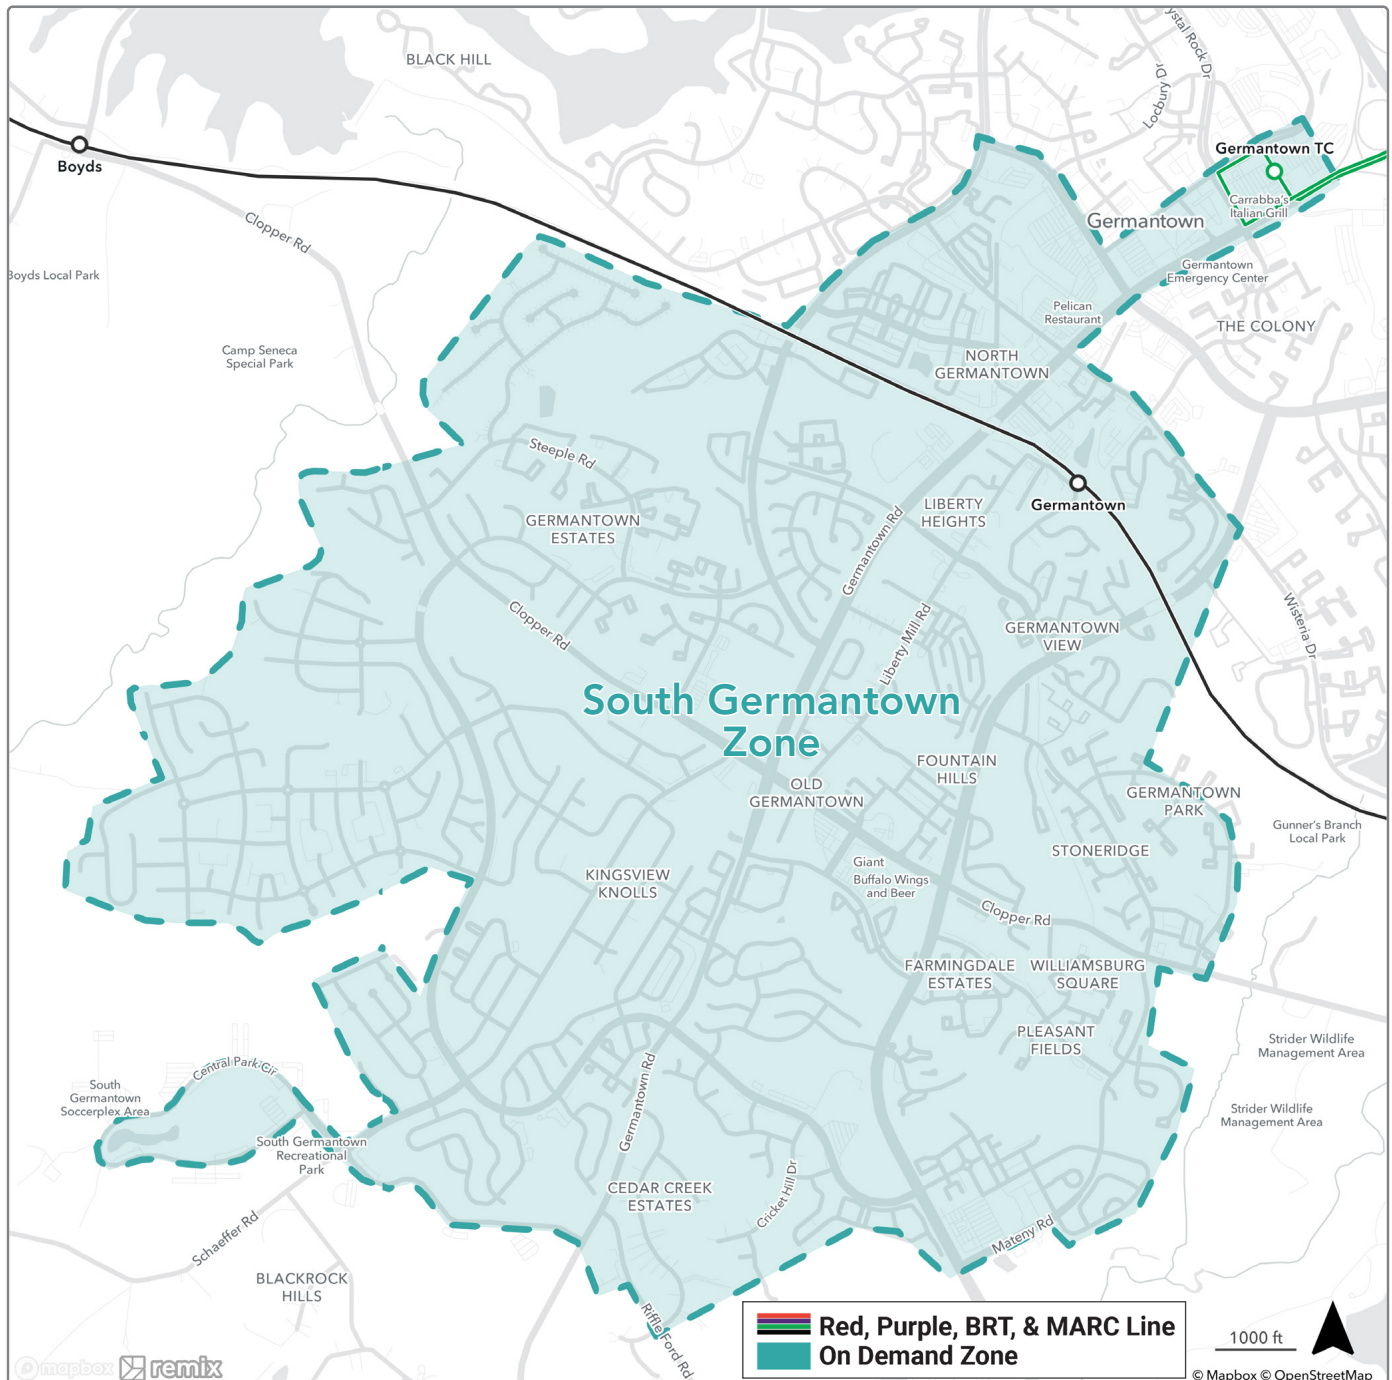 BLACK HILL
ystal Rock Dr
Locbury Dr
Boyds
Germantown TC
Carrabba's
Italian Grill
Clopper Rd
Germantown
Boyds Local Park
Germantown
Emergency Center
Pelican
Restaurant
THE COLONY
Camp Seneca
Special Park
NORTH
GERMANTOWN
Steeple Rd
GERMANTOWN
ESTATES
LIBERTY
HEIGHTS
Germantown
Germantown Rd
Clopper Rd
Liberty Mill Rd
GERMANTOWN
VIEW
Wisteria Dr
South Germantown
Zone
FOUNTAIN
HILLS
OLD
GERMANTOWN
GERMANTOWN
PARK
Gunner's Branch
Local Park
STONERIDGE
Giant
Buffalo Wings
and Beer
KINGSVIEW
KNOLLS
Clopper Rd
FARMINGDALE
ESTATES
WILLIAMSBURG
SQUARE
PLEASANT
FIELDS
Strider Wildlife
Management Area
Central Park Cir
South
Germantown
Soccerplex Area
Germantown Rd
Strider Wildlife
Management Area
South Germantown
Recreational
Park
CEDAR CREEK
ESTATES
Cricket Hill Dr
Schaeffer Rd
Mateny Rd
BLACKROCK
HILLS
Riffle Ford Rd
Red, Purple, BRT, & MARC Line
On Demand Zone
1000 ft
mapbox remix
© Mapbox © OpenStreetMap